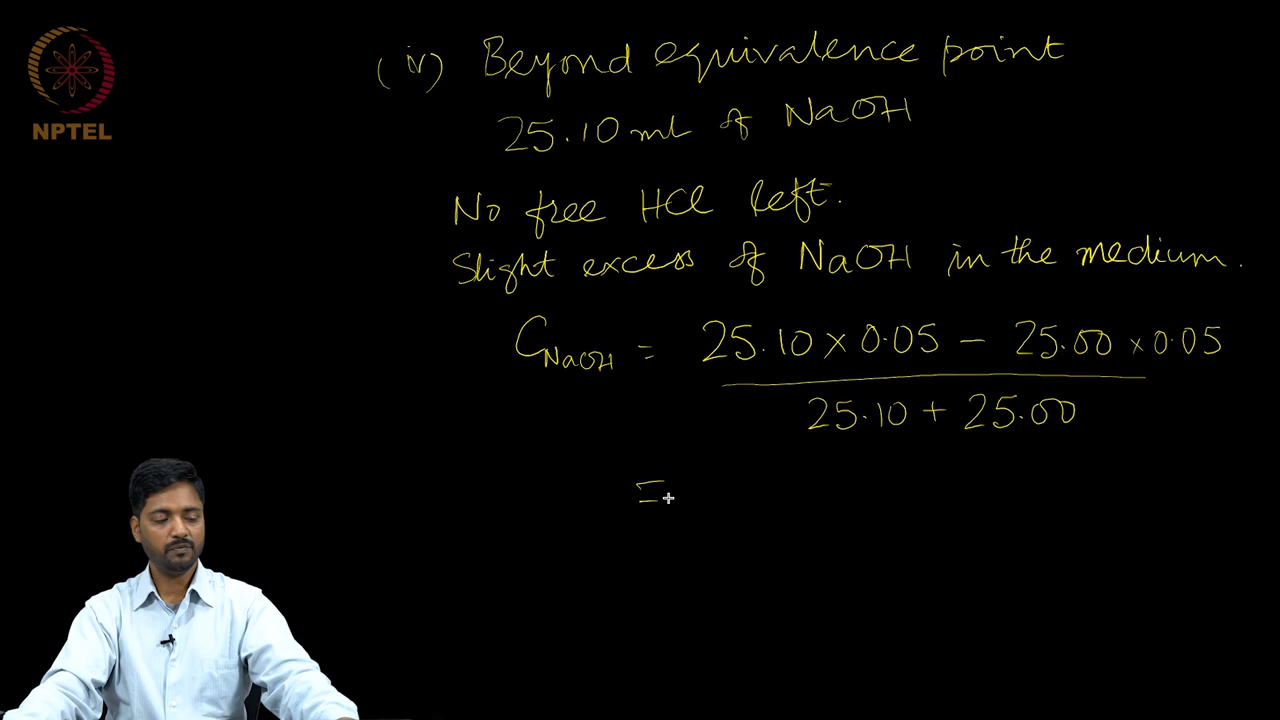 NPTEL
(iv) Beyond equivalence point
25.10 ml of NaOH
No free HCl left.
Slight excess of NaOH in the medium.
C NaOH = 25.10 x 0.05 - 25.00 x 0.05
25.10 + 25.00
=